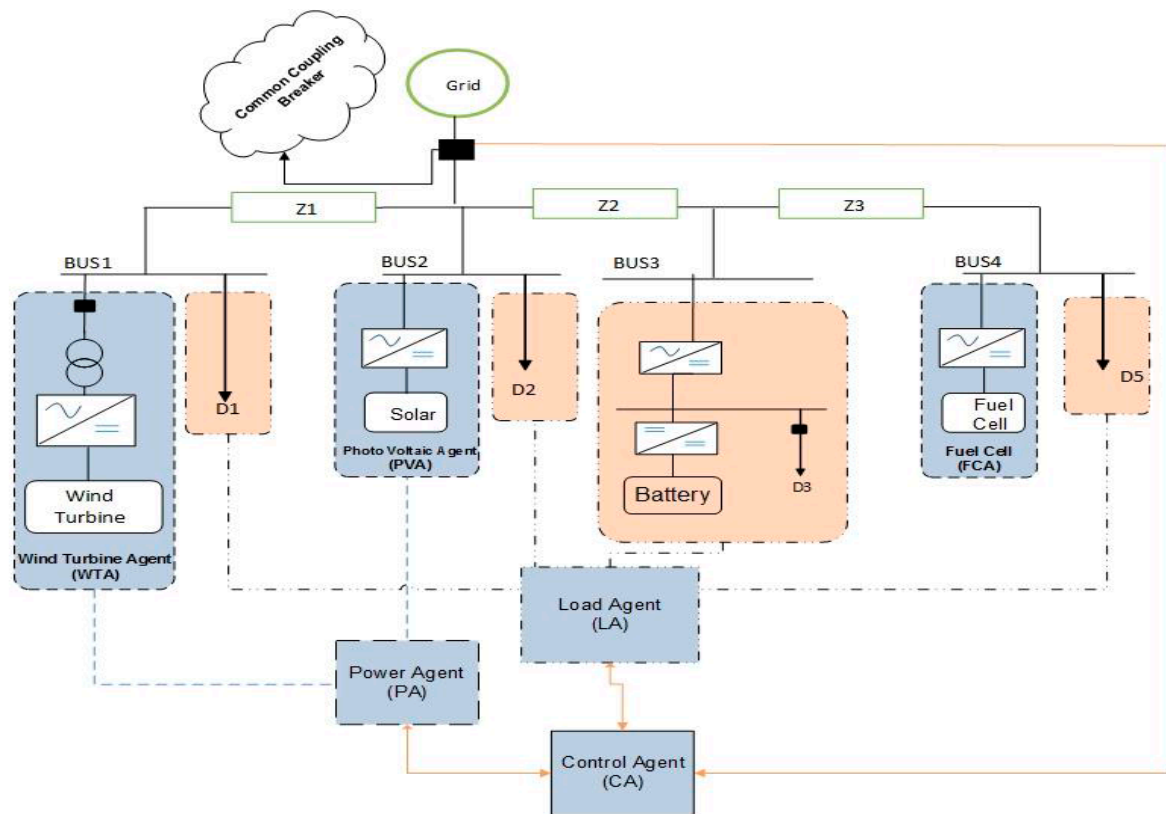 Common Coupling
Breaker
Grid
Z1
Z2
Z3
BUS1
BUS2
BUS3
BUS4
D1
D2
D3
D5
Solar
Photo Voltaic Agent
(PVA)
Battery
Fuel
Cell
Fuel Cell
(FCA)
Wind
Turbine
Wind Turbine Agent
(WTA)
Load Agent
(LA)
Power Agent
(PA)
Control Agent
(CA)